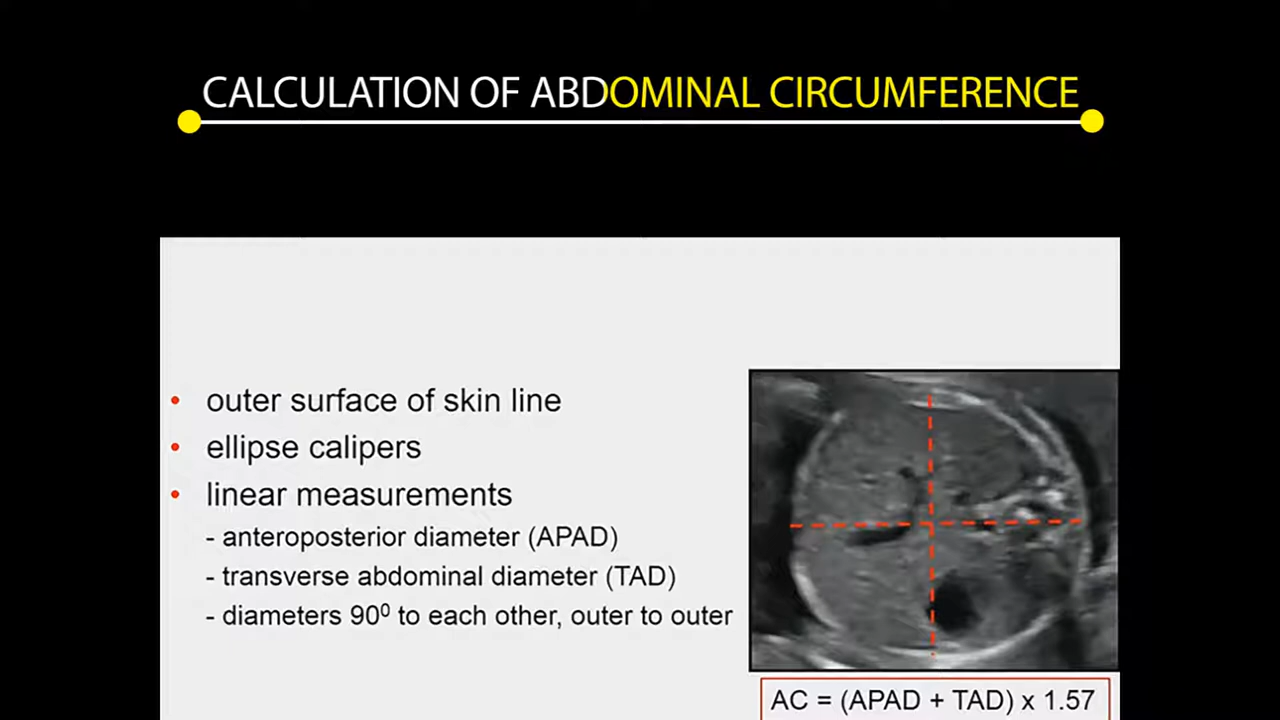 CALCULATION OF ABDOMINAL CIRCUMFERENCE
• outer surface of skin line
• ellipse calipers
• linear measurements
- anteroposterior diameter (APAD)
- transverse abdominal diameter (TAD)
- diameters 90⁰ to each other, outer to outer
AC = (APAD + TAD) x 1.57